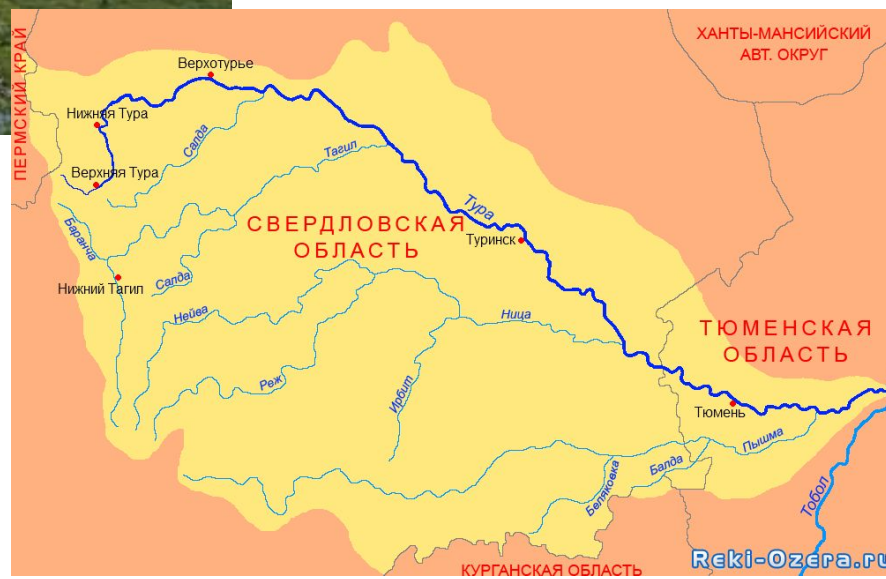 ПЕРМСКИЙ КРАЙ
ХАНТЫ-МАНСИЙСКИЙ
АВТ. ОКРУГ
Верхотурье
Нижняя Тура
Салда
Тагил
Верхняя Тура
Тура
Баранча
СВЕРДЛОВСКАЯ
ОБЛАСТЬ
Туринск
Нижний Тагил
Салда
Нейва
Ница
ТЮМЕНСКАЯ
ОБЛАСТЬ
Реж
Ирбит
Тюмень
Пышма
Балда
Беляковка
Тобол
КУРГАНСКАЯ ОБЛАСТЬ
Reki-Ozera.ru